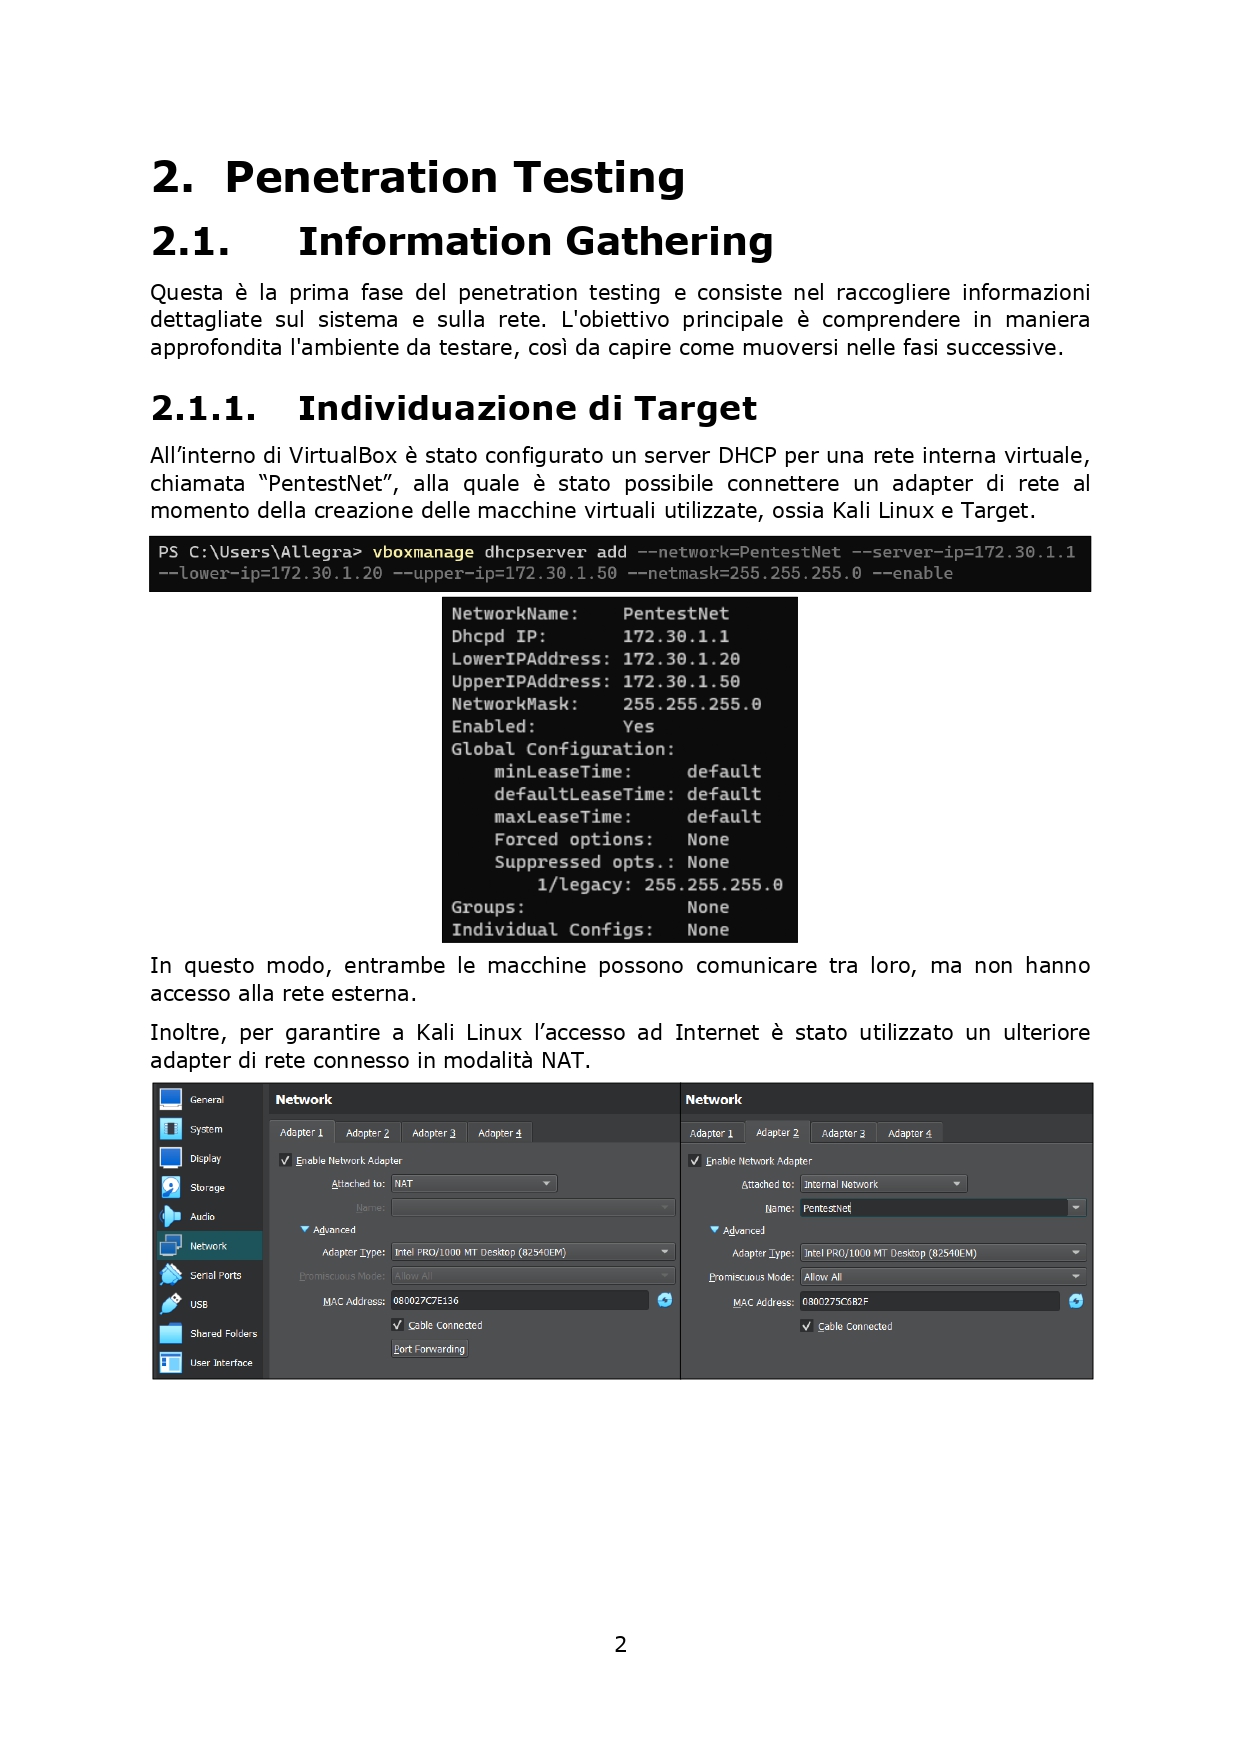 2. Penetration Testing
2.1. Information Gathering
Questa è la prima fase del penetration testing e consiste nel raccogliere informazioni
dettagliate sul sistema e sulla rete. L'obiettivo principale è comprendere in maniera
approfondita l'ambiente da testare, così da capire come muoversi nelle fasi successive.
2.1.1. Individuazione di Target
All’interno di VirtualBox è stato configurato un server DHCP per una rete interna virtuale,
chiamata “PentestNet”, alla quale è stato possibile connettere un adapter di rete al
momento della creazione delle macchine virtuali utilizzate, ossia Kali Linux e Target.
PS C:\Users\Allegra> vboxmanage dhcpserver add --network=PentestNet --server-ip=172.30.1.1
--lower-ip=172.30.1.20 --upper-ip=172.30.1.50 --netmask=255.255.255.0 --enable
NetworkName: PentestNet
Dhcpd IP: 172.30.1.1
LowerIPAddress: 172.30.1.20
UpperIPAddress: 172.30.1.50
NetworkMask: 255.255.255.0
Enabled: Yes
Global Configuration:
minLeaseTime: default
defaultLeaseTime: default
maxLeaseTime: default
Forced options: None
Suppressed opts.: None
1/legacy: 255.255.255.0
Groups: None
Individual Configs: None
In questo modo, entrambe le macchine possono comunicare tra loro, ma non hanno
accesso alla rete esterna.
Inoltre, per garantire a Kali Linux l’accesso ad Internet è stato utilizzato un ulteriore
adapter di rete connesso in modalità NAT.
General
System
Display
Storage
Audio
Network
Serial Ports
USB
Shared Folders
User Interface
Network
Adapter 1 Adapter 2 Adapter 3 Adapter 4
Enable Network Adapter
Attached to: NAT
Name:
Advanced
Adapter Type: Intel PRO/1000 MT Desktop (82540EM)
Promiscuous Mode: Allow All
MAC Address: 080027C7E136
Cable Connected
Port Forwarding
Network
Adapter 1 Adapter 2 Adapter 3 Adapter 4
Enable Network Adapter
Attached to: Internal Network
Name: PentestNet
Advanced
Adapter Type: Intel PRO/1000 MT Desktop (82540EM)
Promiscuous Mode: Allow All
MAC Address: 0800275C6B2F
Cable Connected
2